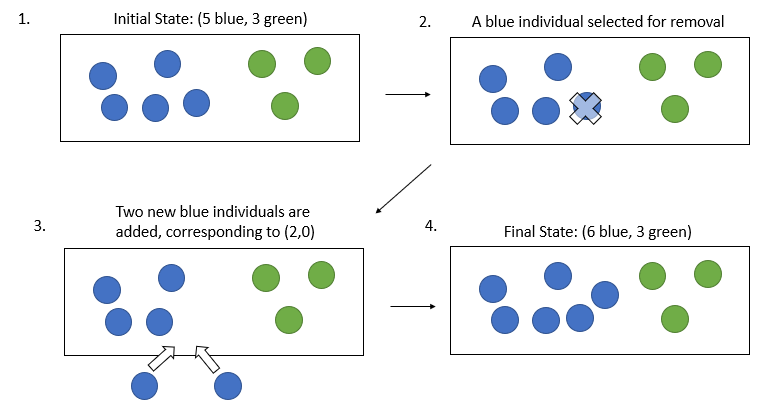 1.
Initial State: (5 blue, 3 green)
2.
A blue individual selected for removal
3.
Two new blue individuals are
added, corresponding to (2,0)
4.
Final State: (6 blue, 3 green)